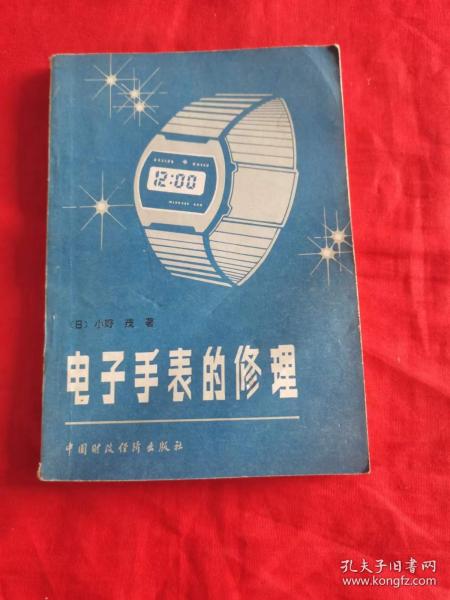 12:00
(日) 小野 茂 著
电子手表的修理
中国财政经济出版社
孔夫子旧书网
www.kongfz.com